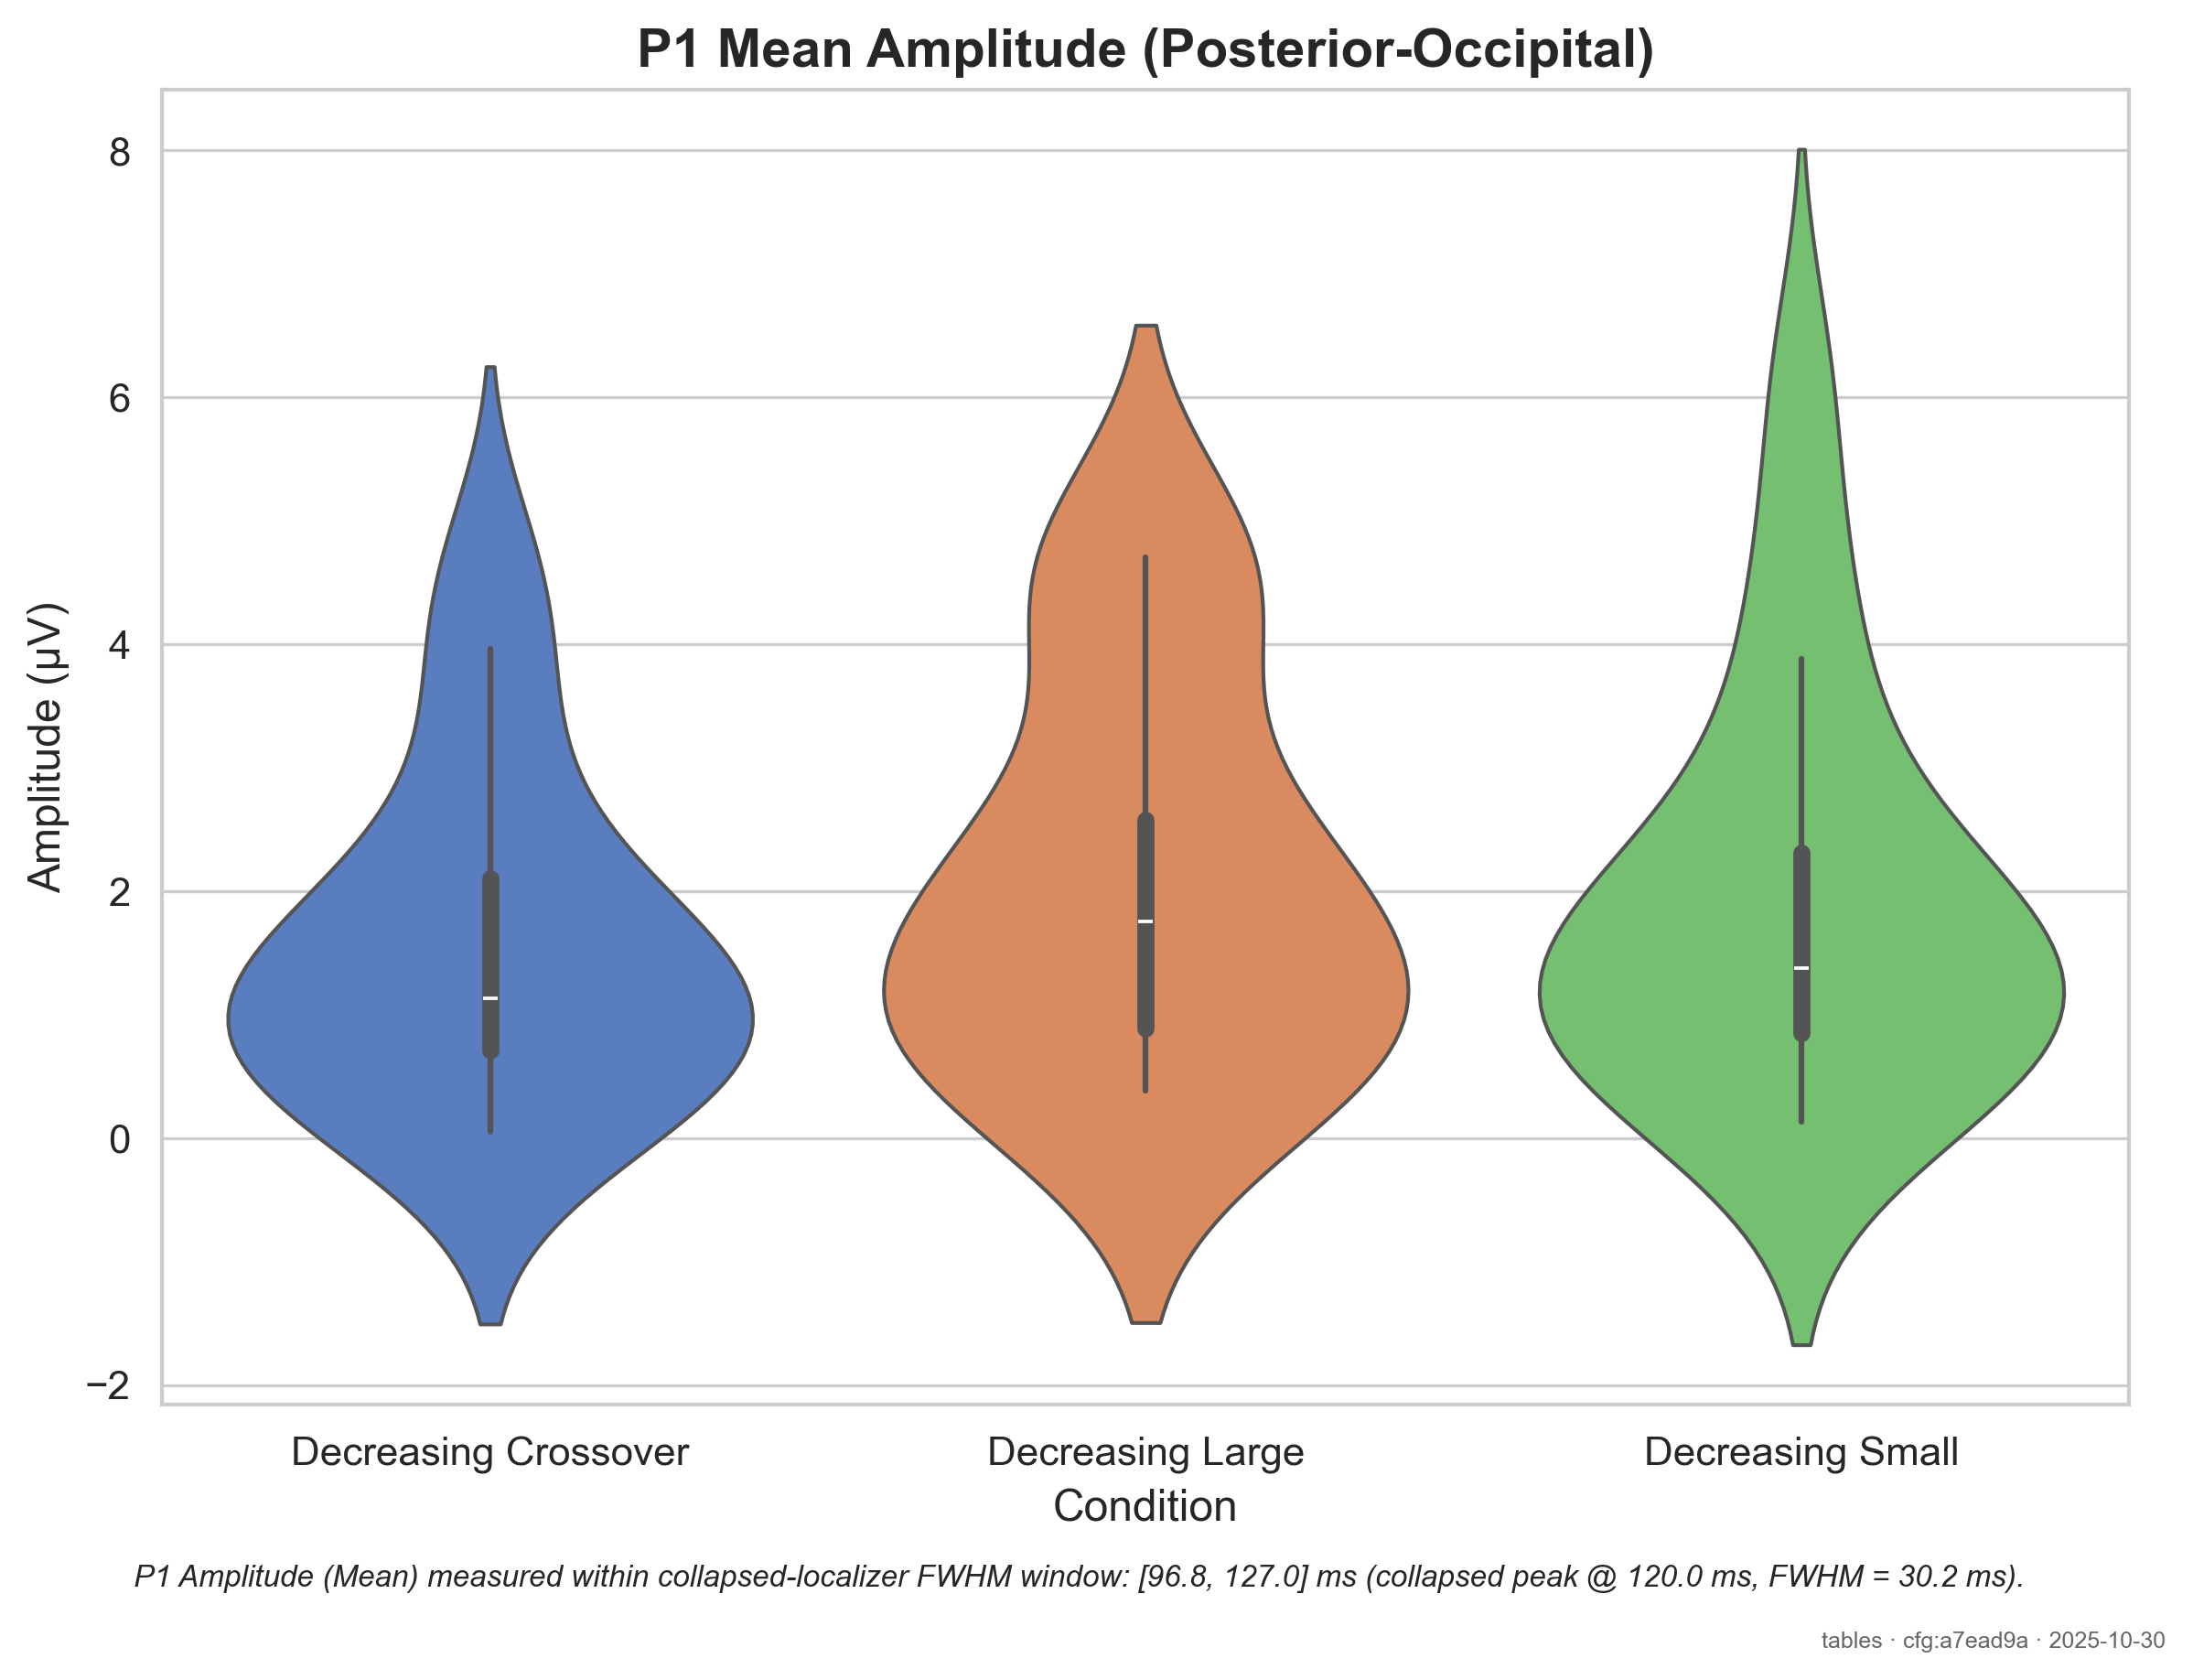 P1 Mean Amplitude (Posterior-Occipital)
8
6
4
2
0
−2
Amplitude (μV)
Decreasing Crossover
Decreasing Large
Decreasing Small
Condition
P1 Amplitude (Mean) measured within collapsed-localizer FWHM window: [96.8, 127.0] ms (collapsed peak @ 120.0 ms, FWHM = 30.2 ms).
tables · cfg:a7ead9a · 2025-10-30